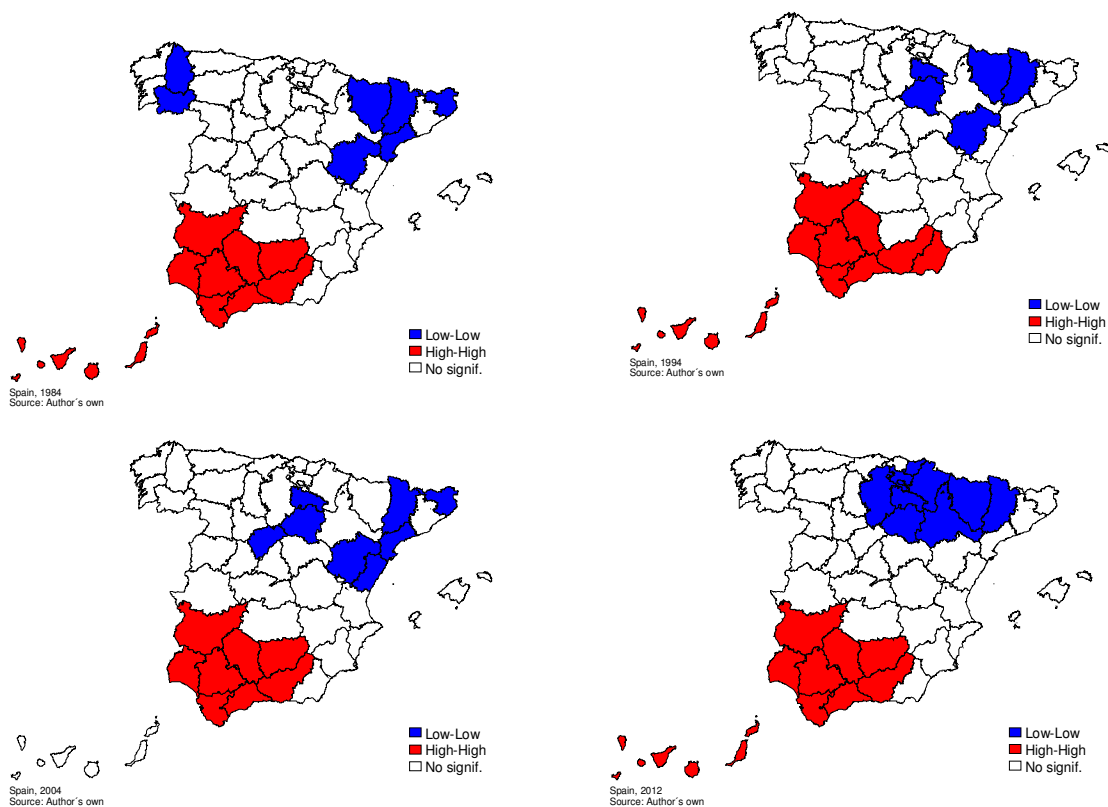 Low-Low
High-High
No signif.
Spain, 1984
Source: Author´s own
Low-Low
High-High
No signif.
Spain, 1994
Source: Author´s own
Low-Low
High-High
No signif.
Spain, 2004
Source: Author´s own
Low-Low
High-High
No signif.
Spain, 2012
Source: Author´s own